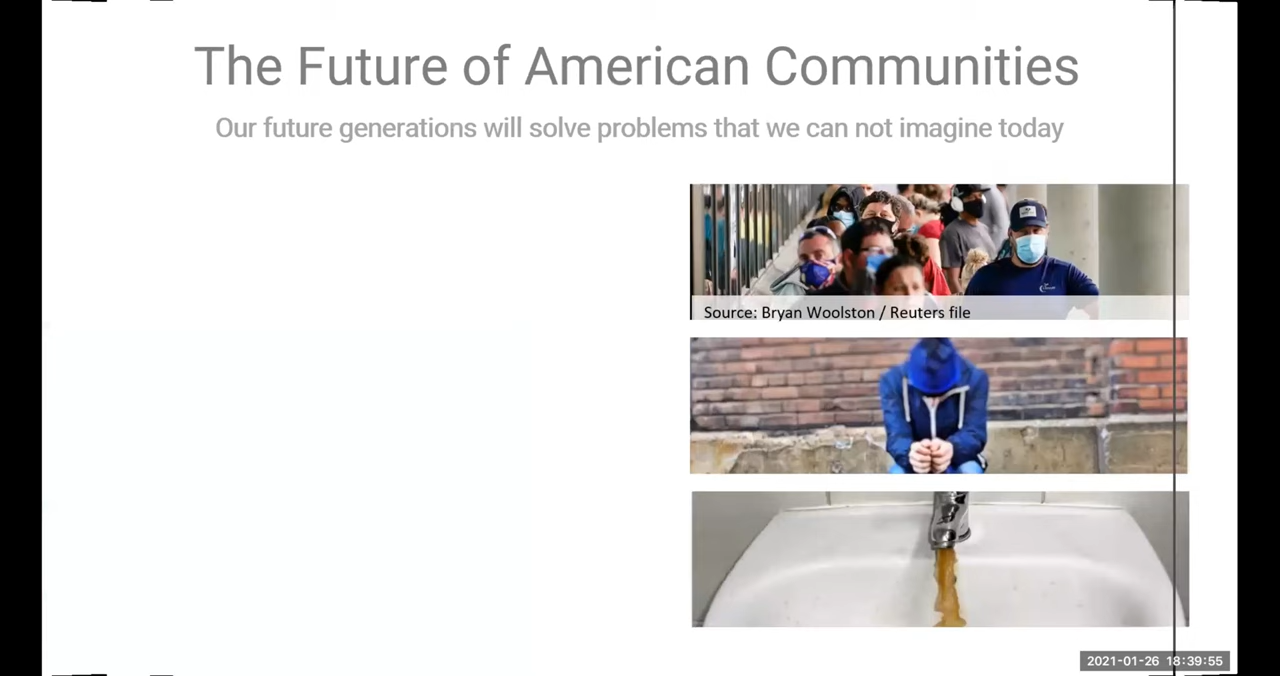 The Future of American Communities
Our future generations will solve problems that we can not imagine today
Source: Bryan Woolston / Reuters file
2021-01-26 18:39:55